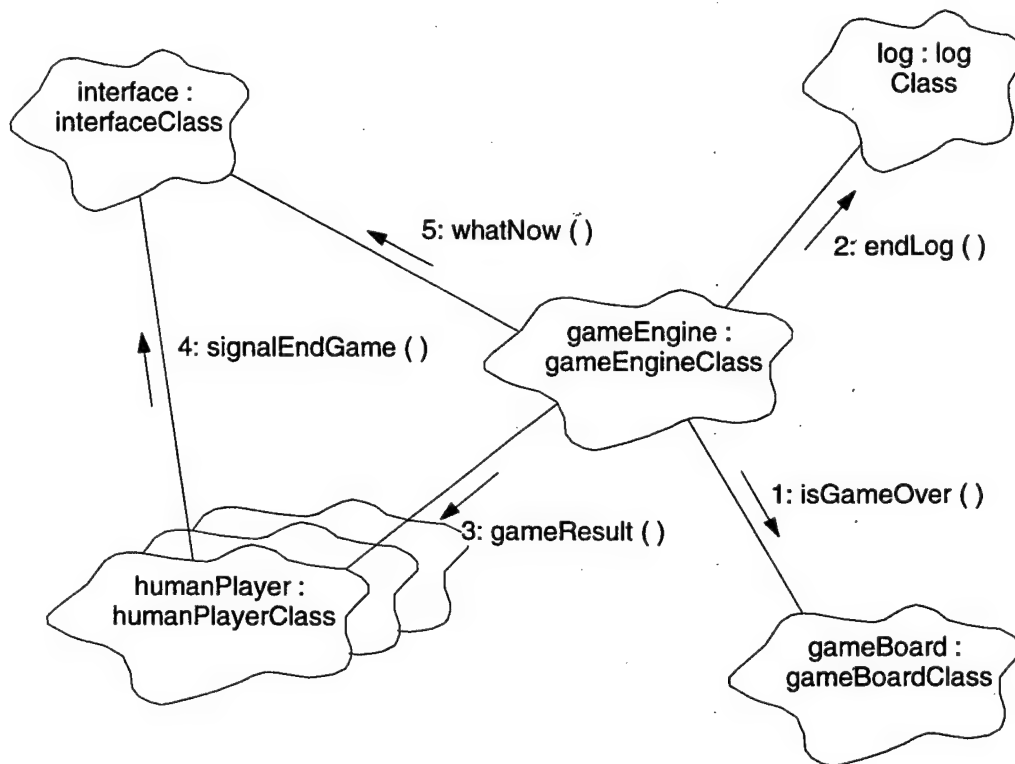 interface :
interfaceClass
log : log
Class
5: whatNow ( )
2: endLog ( )
gameEngine :
gameEngineClass
4: signalEndGame ( )
1: isGameOver ( )
3: gameResult ( )
humanPlayer :
humanPlayerClass
gameBoard :
gameBoardClass